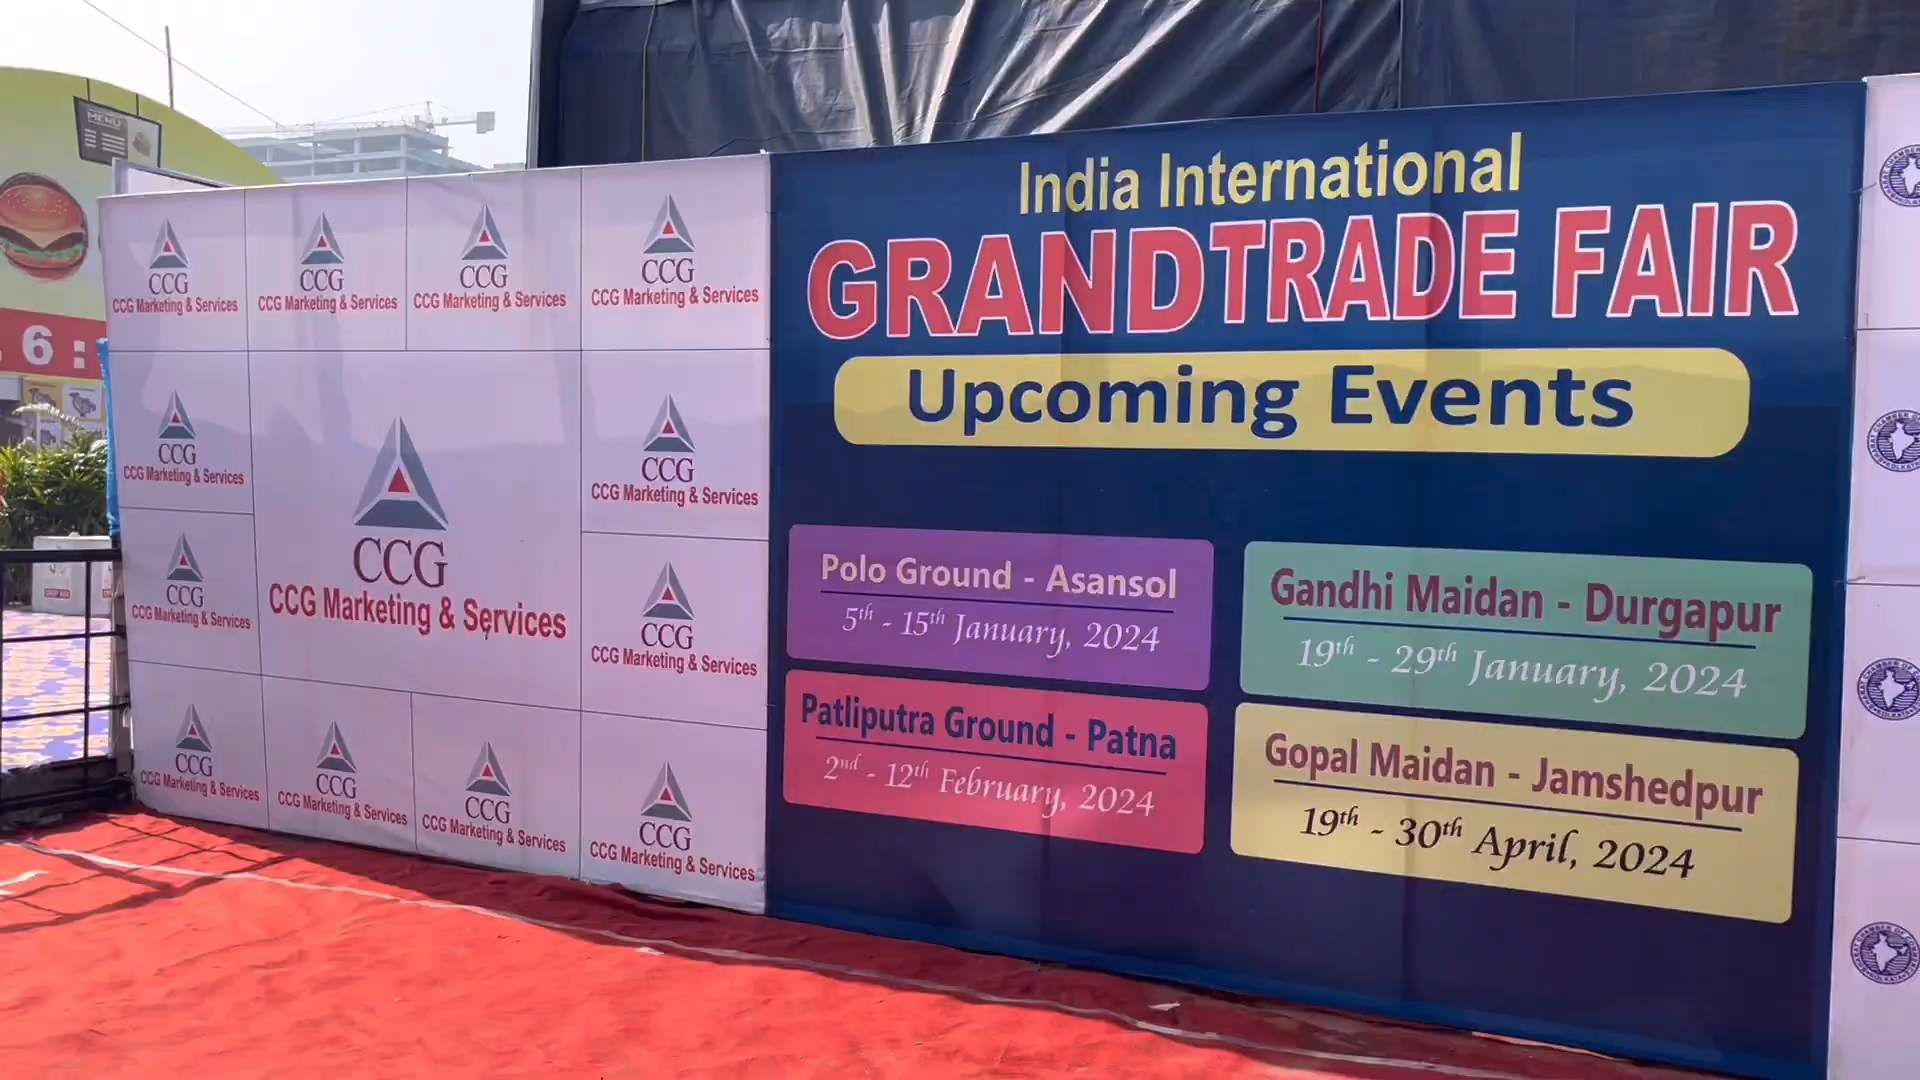 MENU
6 :
CCG
CCG Marketing & Services
CCG
CCG Marketing & Services
CCG
CCG Marketing & Services
CCG
CCG Marketing & Services
CCG
CCG Marketing & Services
CCG
CCG Marketing & Services
CCG
CCG Marketing & Services
CCG
CCG Marketing & Services
CCG
CCG Marketing & Services
CCG
CCG Marketing & Services
CCG
CCG Marketing & Services
CCG
CCG Marketing & Services
CCG
CCG Marketing & Services
India International
GRANDTRADE FAIR
Upcoming Events
Polo Ground - Asansol
5th - 15th January, 2024
Gandhi Maidan - Durgapur
19th - 29th January, 2024
Patliputra Ground - Patna
2nd - 12th February, 2024
Gopal Maidan - Jamshedpur
19th - 30th April, 2024